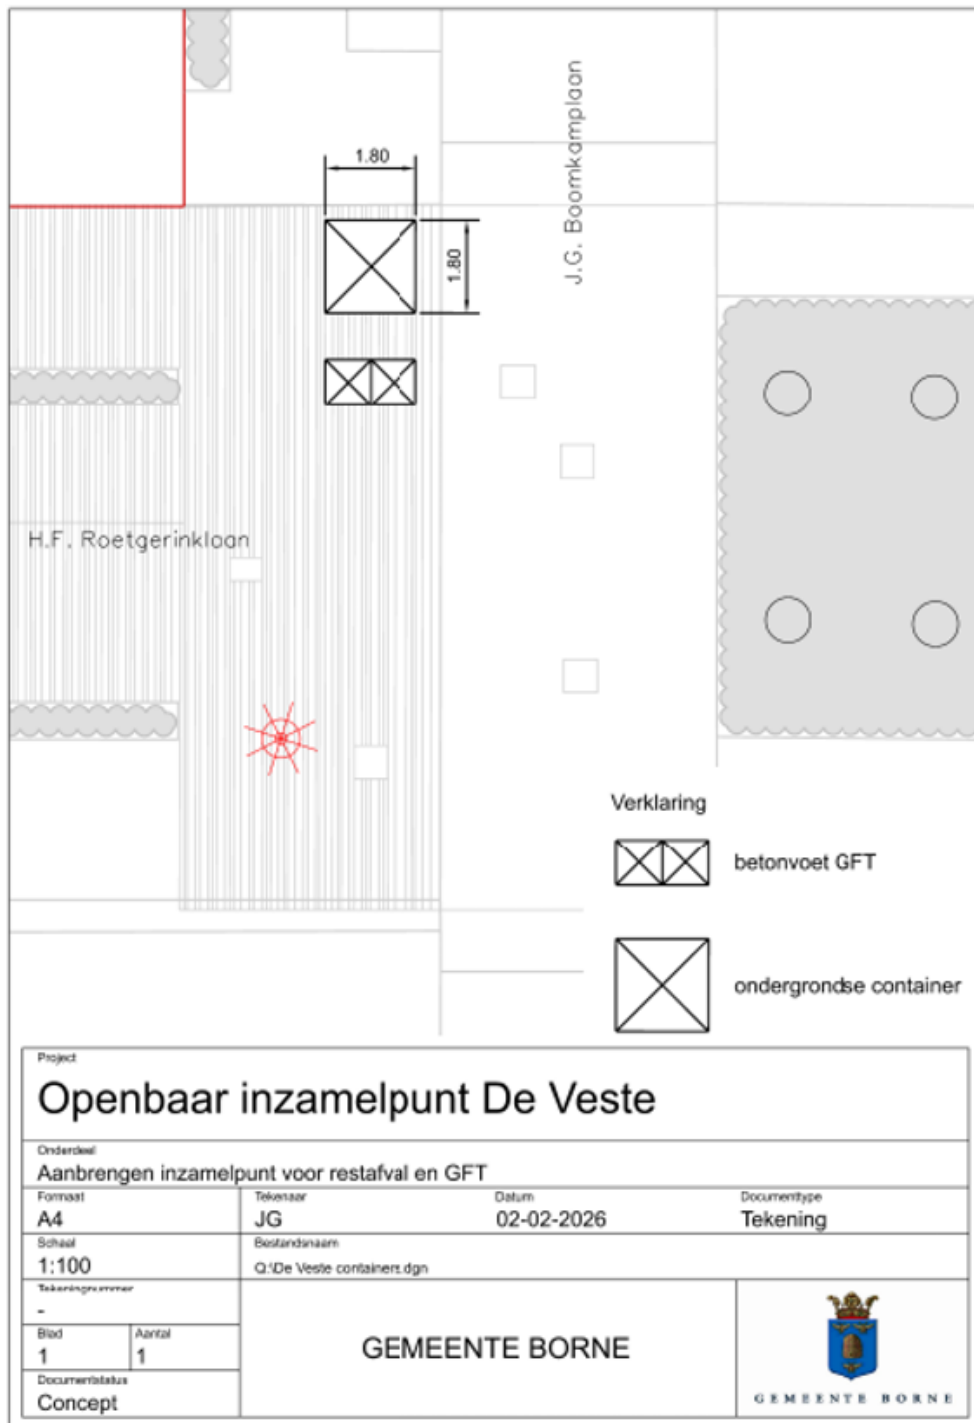 J.G. Boomkamplaan
1.80
1.80
H.F. Roetgerinklaan
Verklaring
betonvoet GFT
ondergrondse container
Project
Openbaar inzamelpunt De Veste
Onderdeel
Aanbrengen inzamelpunt voor restafval en GFT
Formaat
A4
Tekenaar
JG
Datum
02-02-2026
Documenttype
Tekening
Schaal
1:100
Bestandsnaam
Q:\De Veste containers.dgn
Tekeningnummer
-
Blad
1
Aantal
1
Documentstatus
Concept
GEMEENTE BORNE
GEMEENTE BORNE